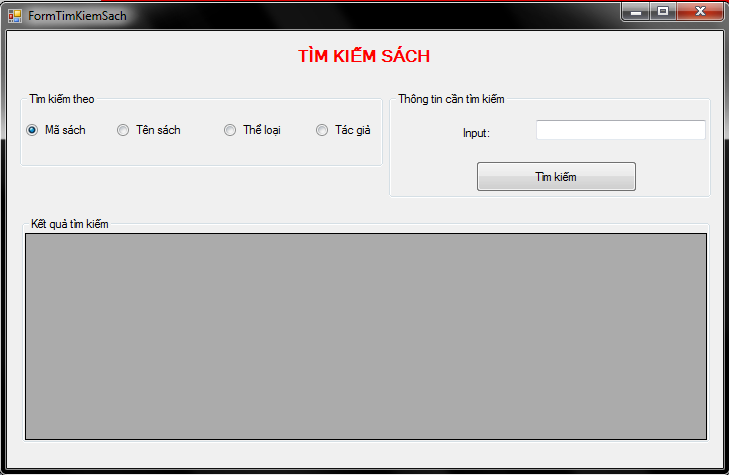 FormTimKiemSach
TÌM KIẾM SÁCH
Tìm kiếm theo
Mã sách Tên sách Thể loại Tác giả
Thông tin cần tìm kiếm
Input:
Tìm kiếm
Kết quả tìm kiếm